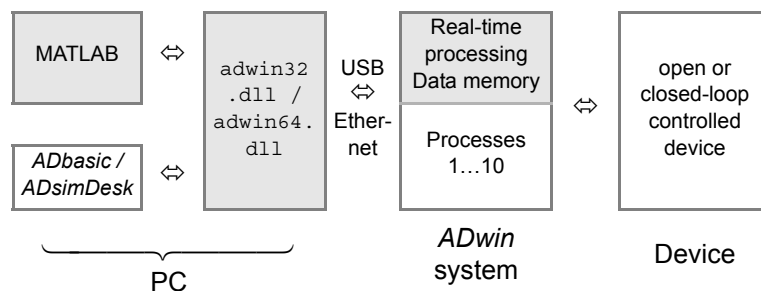 MATLAB
⇔
ADbasic /
ADsimDesk
⇔
adwin32
.dll /
adwin64.
dll
USB
⇔
Ether-
net
Real-time
processing
Data memory
Processes
1…10
⇔
open or
closed-loop
controlled
device
PC
ADwin
system
Device